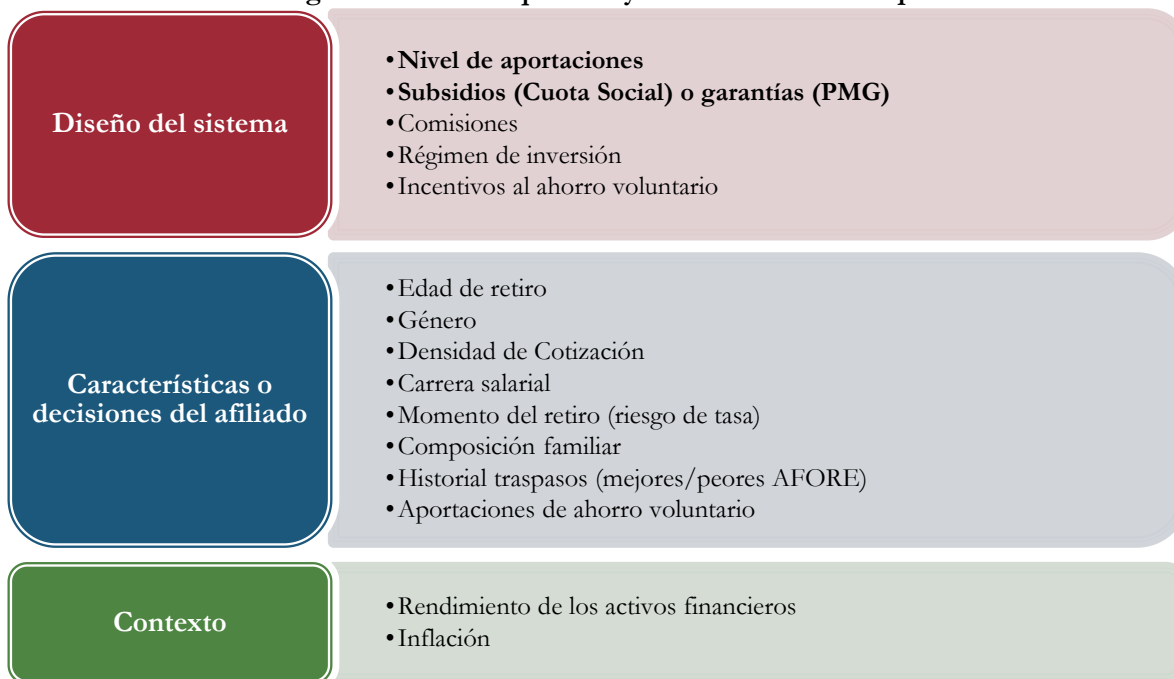 Diseño del sistema
•Nivel de aportaciones
•Subsidios (Cuota Social) o garantías (PMG)
•Comisiones
•Régimen de inversión
•Incentivos al ahorro voluntario
Características o
decisiones del afiliado
•Edad de retiro
•Género
•Densidad de Cotización
•Carrera salarial
•Momento del retiro (riesgo de tasa)
•Composición familiar
•Historial traspasos (mejores/peores AFORE)
•Aportaciones de ahorro voluntario
Contexto
•Rendimiento de los activos financieros
•Inflación